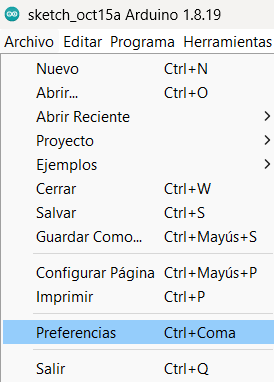 sketch_oct15a Arduino 1.8.19
Archivo Editar Programa Herramientas
Nuevo Ctrl+N
Abrir... Ctrl+O
Abrir Reciente
Proyecto
Ejemplos
Cerrar Ctrl+W
Salvar Ctrl+S
Guardar Como... Ctrl+Mayús+S
Configurar Página Ctrl+Mayús+P
Imprimir Ctrl+P
Preferencias Ctrl+Coma
Salir Ctrl+Q